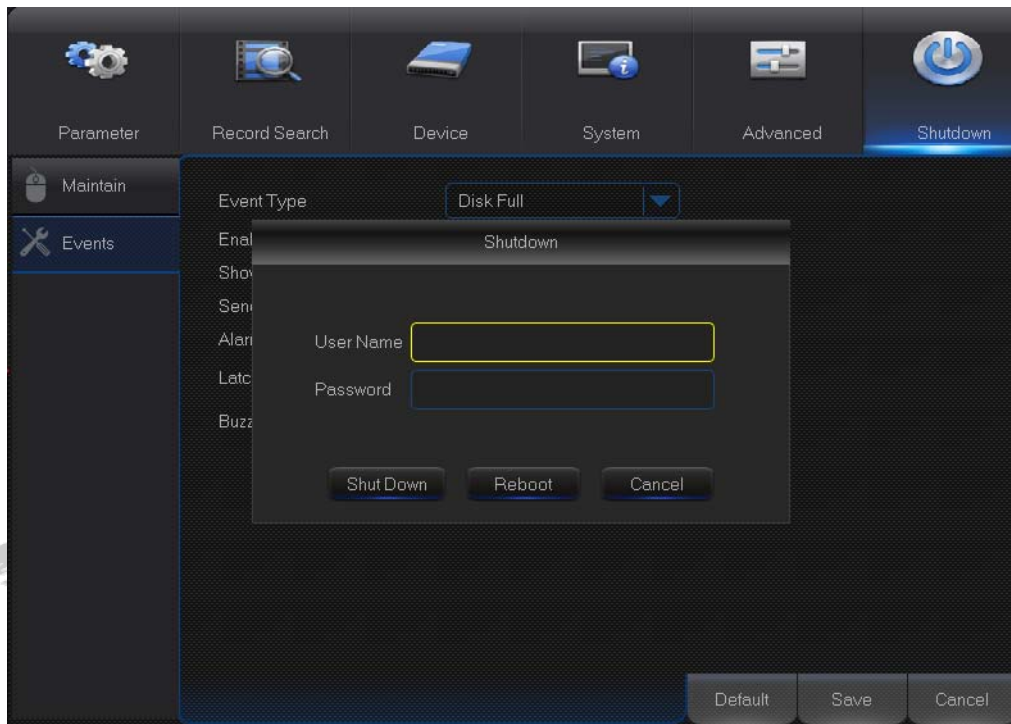 Parameter Record Search Device System Advanced Shutdown
Maintain
Events
Event Type Disk Full
Shutdown
User Name
Password
Shut Down Reboot Cancel
Default Save Cancel